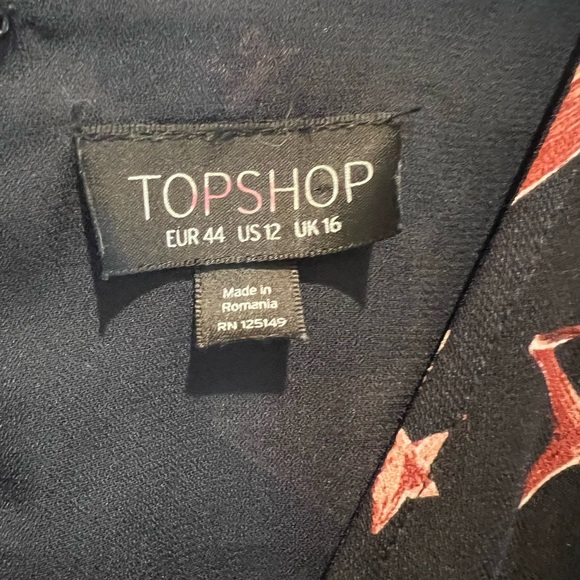 TOPSHOP
EUR 44 US 12 UK 16
Made in
Romania
RN 125149